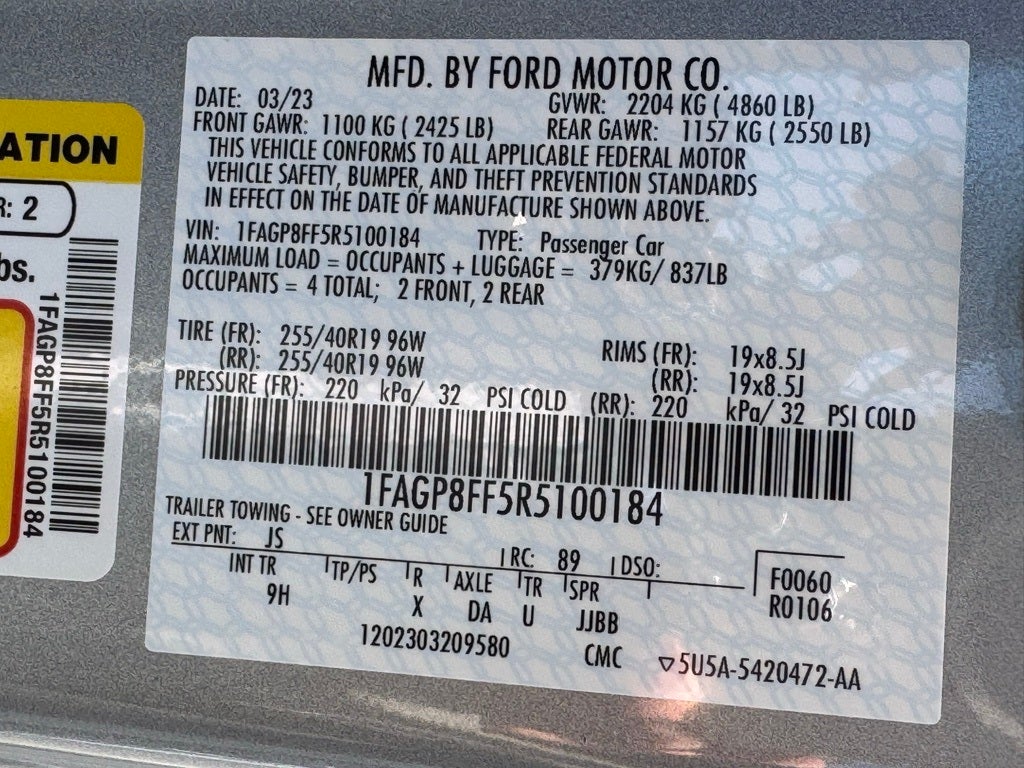 MFD. BY FORD MOTOR CO.
DATE: 03/23 GVWR: 2204 KG ( 4860 LB)
FRONT GAWR: 1100 KG ( 2425 LB) REAR GAWR: 1157 KG ( 2550 LB)
THIS VEHICLE CONFORMS TO ALL APPLICABLE FEDERAL MOTOR
VEHICLE SAFETY, BUMPER, AND THEFT PREVENTION STANDARDS
IN EFFECT ON THE DATE OF MANUFACTURE SHOWN ABOVE.
VIN: 1FAGP8FF5R5100184 TYPE: Passenger Car
MAXIMUM LOAD = OCCUPANTS + LUGGAGE = 379KG/ 837LB
OCCUPANTS = 4 TOTAL; 2 FRONT, 2 REAR
TIRE (FR): 255/40R19 96W RIMS (FR): 19x8.5J
(RR): 255/40R19 96W (RR): 19x8.5J
PRESSURE (FR): 220 kPa/ 32 PSI COLD (RR): 220 kPa/ 32 PSI COLD
1FAGP8FF5R5100184
TRAILER TOWING - SEE OWNER GUIDE
EXT PNT: JS RC: 89 DSO:
INT TR TP/PS R AXLE TR SPR F0060
9H X DA U JJBB R0106
1202303209580 CMC ▽5U5A-5420472-AA
ATION
R: 2
bs.
1FAGP8FF5R5100184